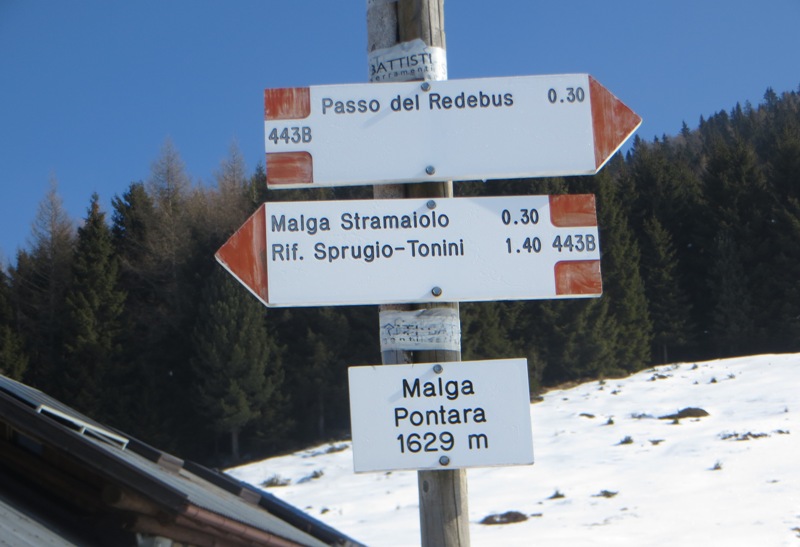 BATTISTI
serramenti
Passo del Redebus 0.30
443B
Malga Stramaiolo 0.30
Rif. Sprugio-Tonini 1.40 443B
Malga
Pontara
1629 m